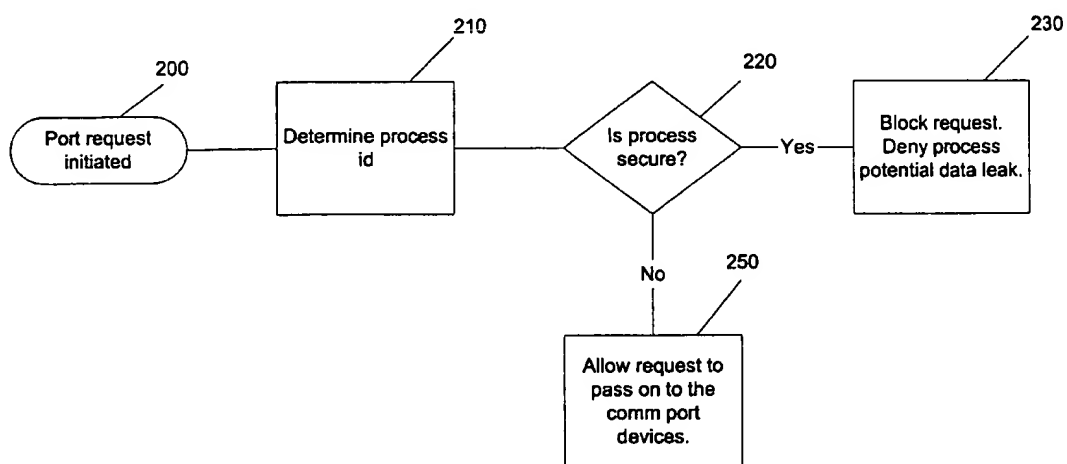 200
Port request
initiated
210
Determine process
id
220
Is process
secure?
Yes
230
Block request.
Deny process
potential data leak.
No
250
Allow request to
pass on to the
comm port
devices.